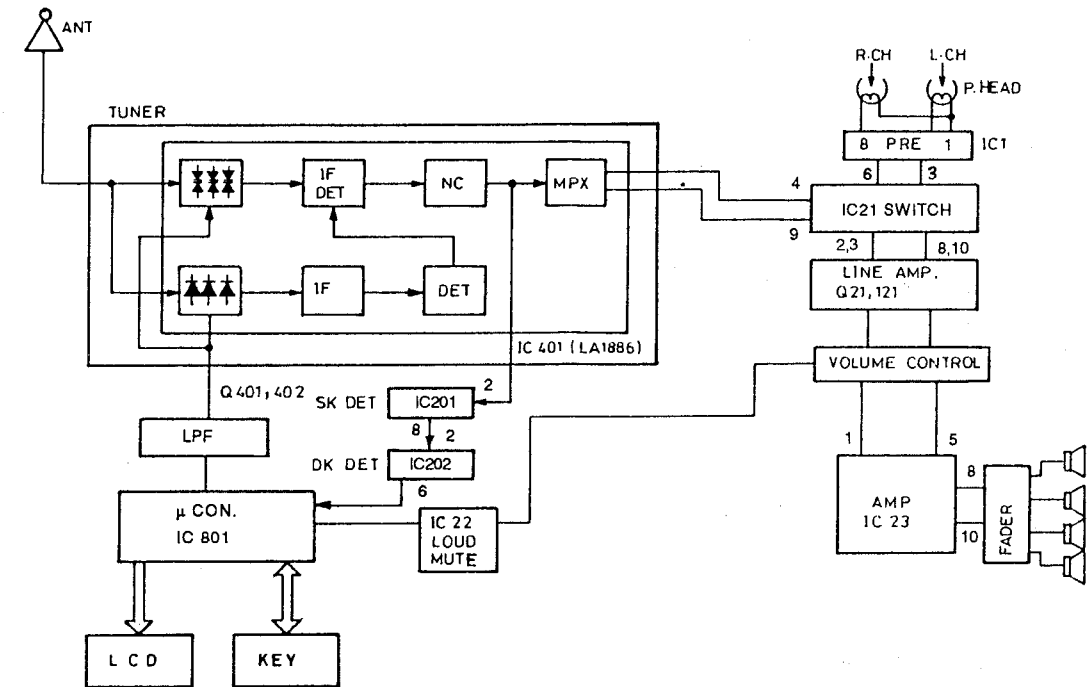 ANT
R.CH L.CH
P.HEAD
TUNER
8 PRE 1 IC1
6 3
IF
DET
NC
MPX
4
IC21 SWITCH
9
2,3 8,10
LINE AMP.
Q21,121
IF
DET
IC 401 (LA1886)
VOLUME CONTROL
Q401,402
2
SK DET IC201
8 2
DK DET IC202
6
LPF
1 5
8
AMP
IC 23
10
FADER
μ CON.
IC 801
IC 22
LOUD
MUTE
LCD
KEY